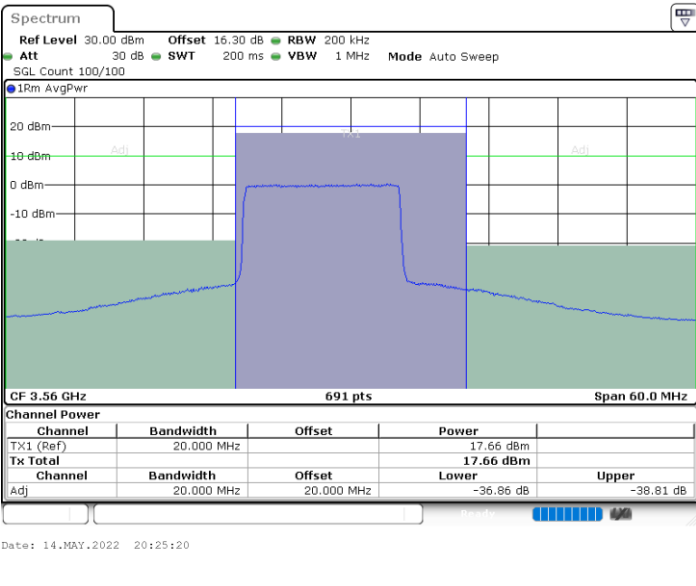 Spectrum
Ref Level 30.00 dBm Offset 16.30 dB RBW 200 kHz
Att 30 dB SWT 200 ms VBW 1 MHz Mode Auto Sweep
SGL Count 100/100
1Rm AvgPwr
20 dBm
TX1
Adj Adj
10 dBm
0 dBm
-10 dBm
CF 3.56 GHz 691 pts Span 60.0 MHz
Channel Power
Channel Bandwidth Offset Power
TX1 (Ref) 20.000 MHz 17.66 dBm
Tx Total 17.66 dBm
Channel Bandwidth Offset Lower Upper
Adj 20.000 MHz 20.000 MHz -36.86 dB -38.81 dB
Ready
Date: 14.MAY.2022 20:25:20